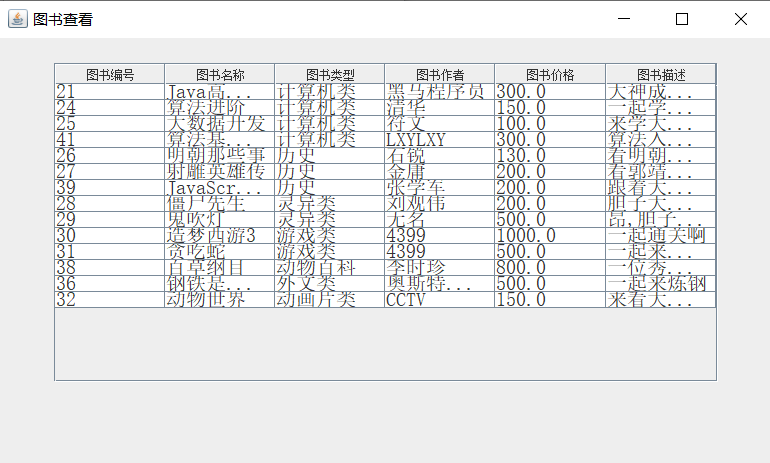 图书查看
图书编号 图书名称 图书类型 图书作者 图书价格 图书描述
21 Java高... 计算机类 黑马程序员 300.0 大神成...
24 算法进阶 计算机类 清华 150.0 一起学...
25 大数据开发 计算机类 符文 100.0 来学大...
41 算法基... 计算机类 LXYLXY 300.0 算法入...
26 明朝那些事 历史 石锐 130.0 看明朝...
27 射雕英雄传 历史 金庸 200.0 看郭靖...
39 JavaScr... 历史 张学车 200.0 跟着大...
28 僵尸先生 灵异类 刘观伟 200.0 胆子大...
29 鬼吹灯 灵异类 无名 500.0 昂,胆子...
30 造梦西游3 游戏类 4399 1000.0 一起通关啊
31 贪吃蛇 游戏类 4399 500.0 一起来...
38 百草纲目 动物百科 李时珍 800.0 一位秀...
36 钢铁是... 外文类 奥斯特... 500.0 一起来炼钢
32 动物世界 动画片类 CCTV 150.0 来看大...